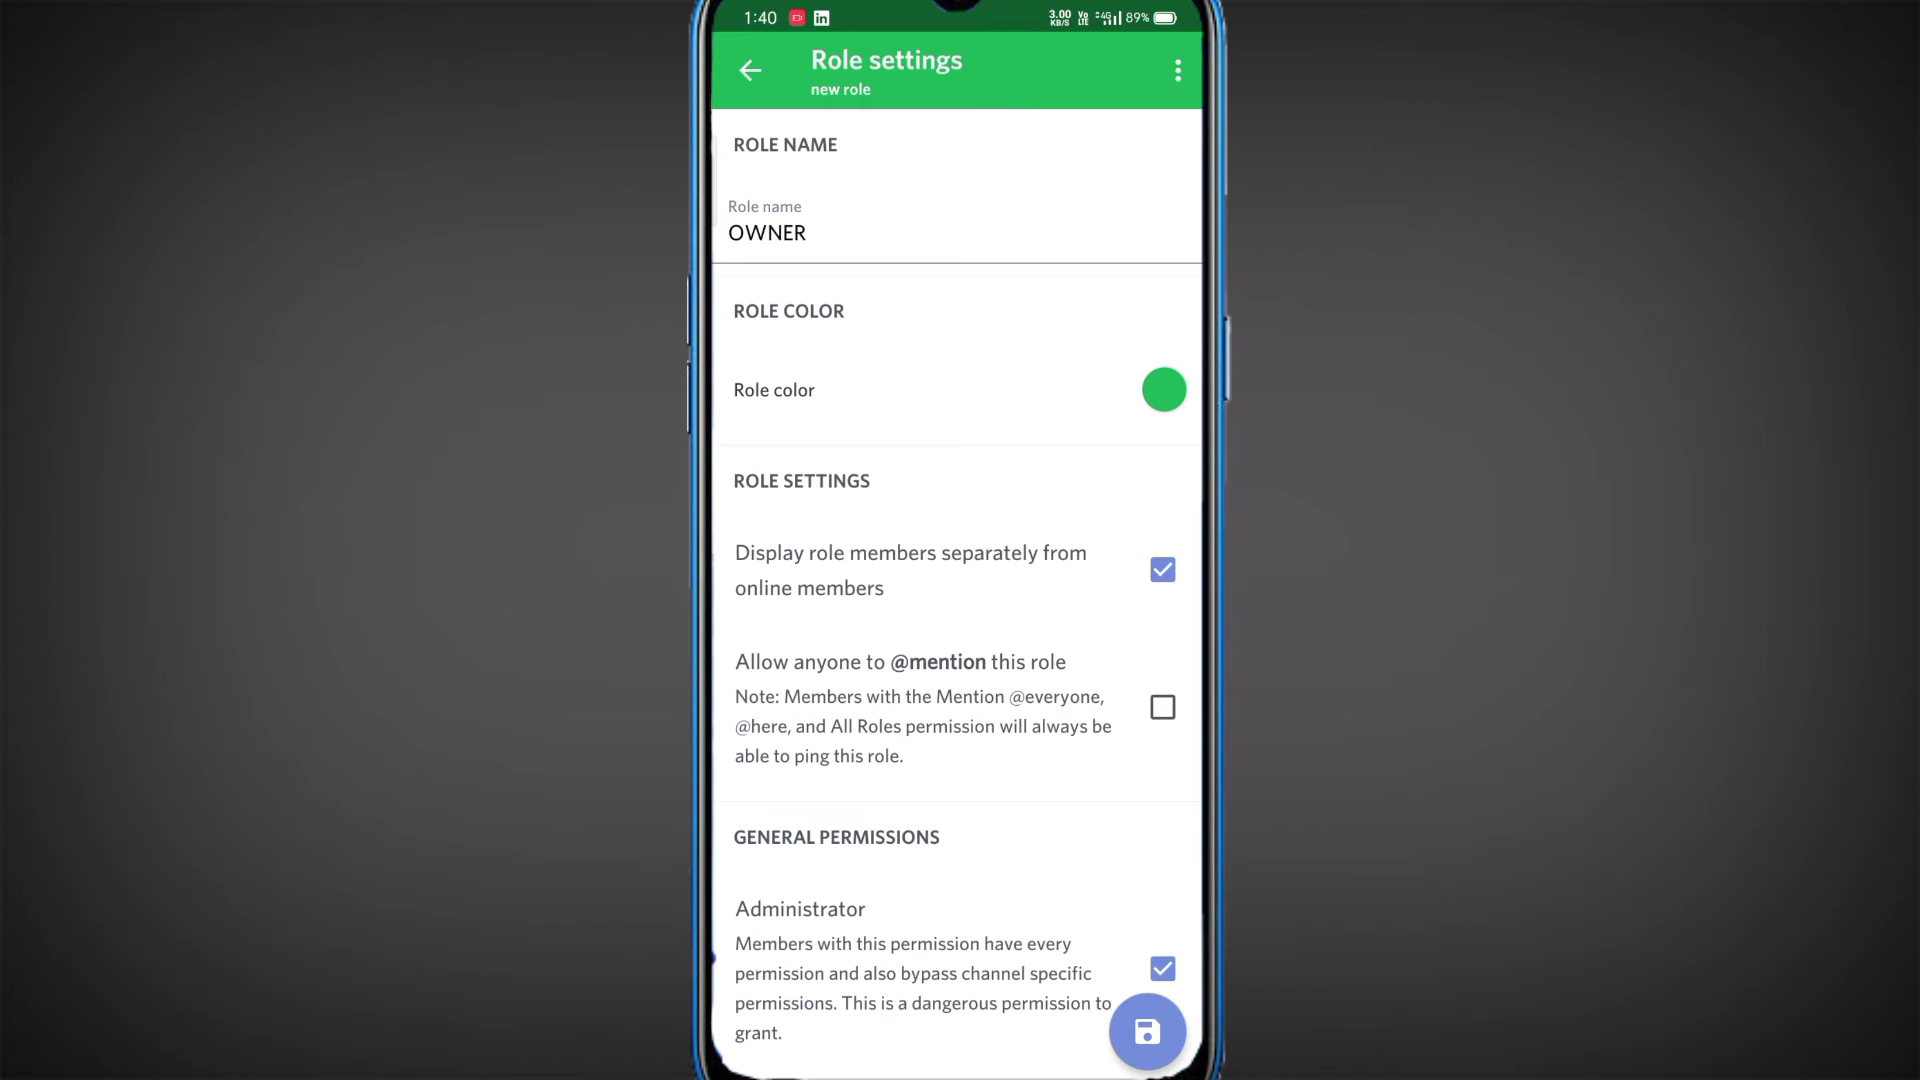 1:40
3.00 KB/S Vo LTE 4G 89%
Role settings
new role
ROLE NAME
Role name
OWNER
ROLE COLOR
Role color
ROLE SETTINGS
Display role members separately from
online members
Allow anyone to @mention this role
Note: Members with the Mention @everyone,
@here, and All Roles permission will always be
able to ping this role.
GENERAL PERMISSIONS
Administrator
Members with this permission have every
permission and also bypass channel specific
permissions. This is a dangerous permission to
grant.